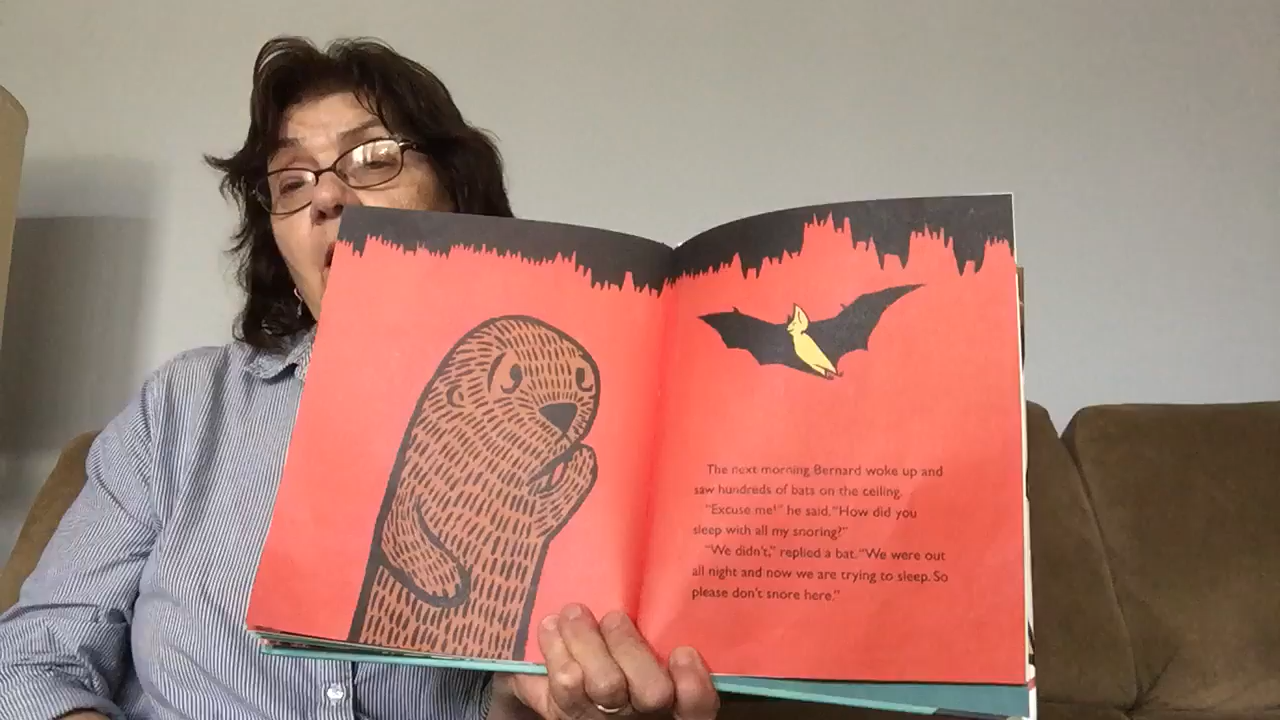 The next morning Bernard woke up and
saw hundreds of bats on the ceiling.
"Excuse me!" he said. "How did you
sleep with all my snoring?"
"We didn't," replied a bat. "We were out
all night and now we are trying to sleep. So
please don't snore here."